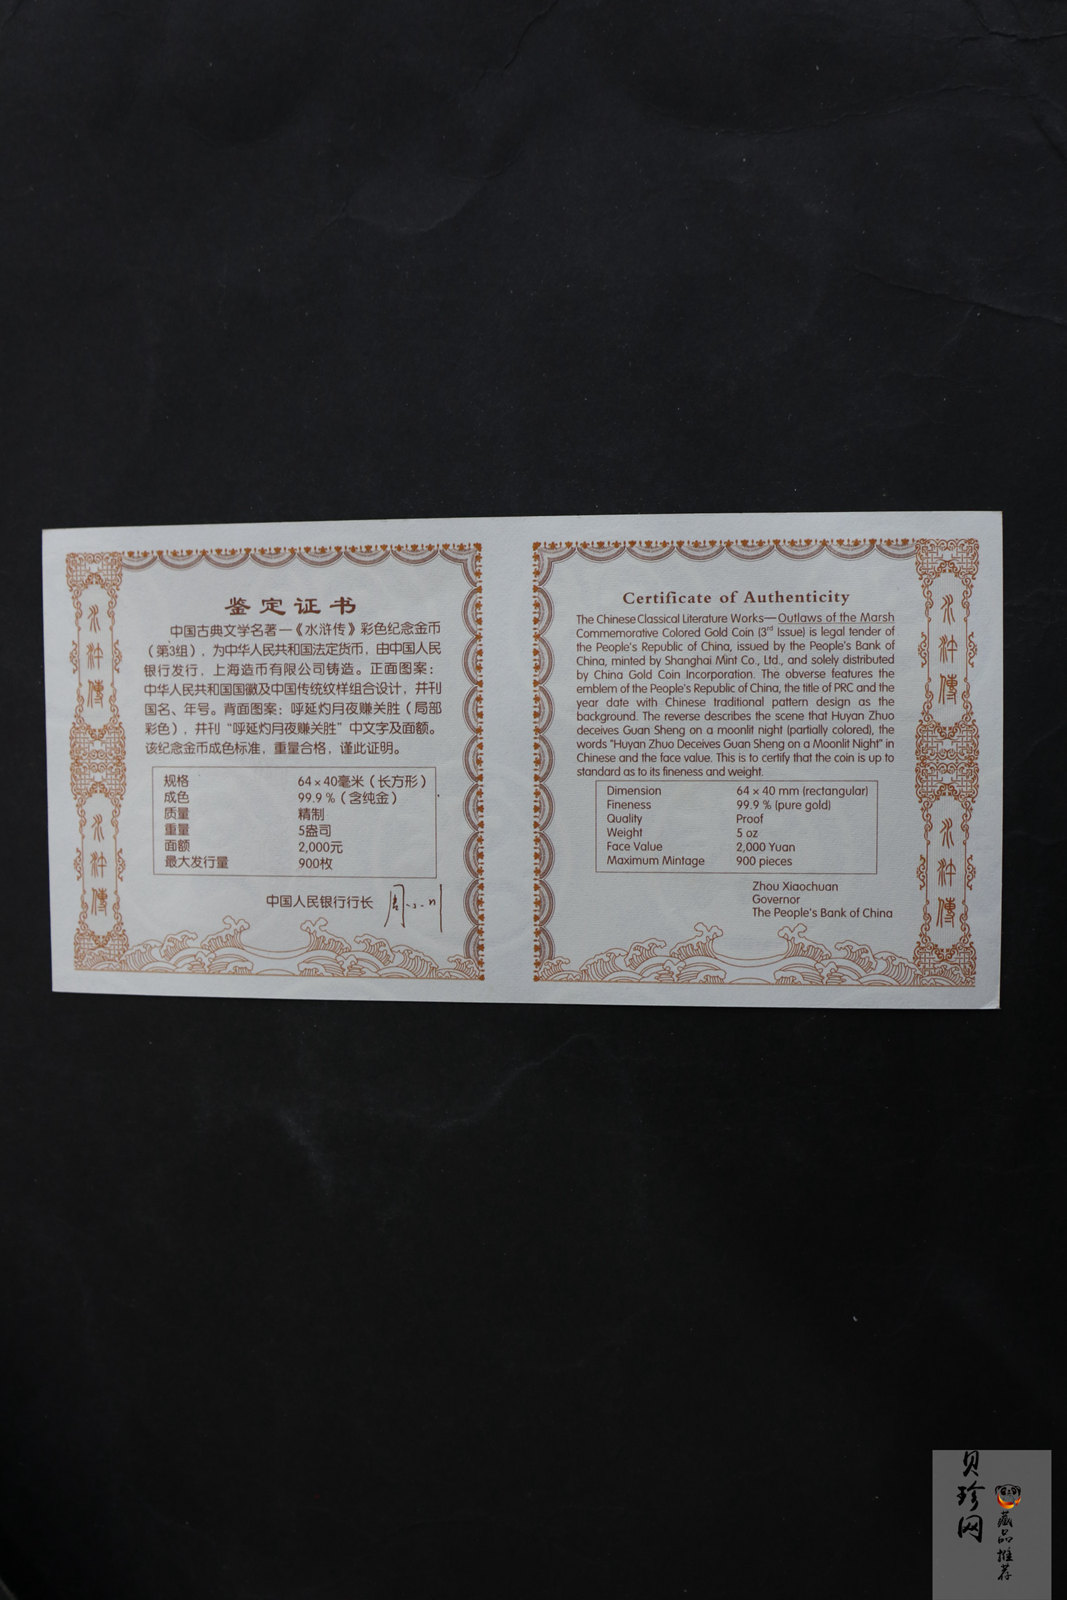 鉴定证书
中国古典文学名著—《水浒传》彩色纪念金币
（第3组），为中华人民共和国法定货币，由中国人民
银行发行，上海造币有限公司铸造。正面图案：
中华人民共和国国徽及中国传统纹样组合设计，并刊
国名、年号。背面图案：呼延灼月夜赚关胜（局部
彩色），并刊“呼延灼月夜赚关胜”中文字及面额。
该纪念金币成色标准，重量合格，谨此证明。
规格 64×40毫米（长方形）
成色 99.9%（含纯金）
质量 精制
重量 5盎司
面额 2,000元
最大发行量 900枚
中国人民银行行长
水浒傳
水浒傳
Certificate of Authenticity
The Chinese Classical Literature Works—Outlaws of the Marsh
Commemorative Colored Gold Coin (3rd Issue) is legal tender of
the People's Republic of China, issued by the People's Bank of
China, minted by Shanghai Mint Co., Ltd., and solely distributed
by China Gold Coin Incorporation. The obverse features the
emblem of the People's Republic of China, the title of PRC and the
year date with Chinese traditional pattern design as the
background. The reverse describes the scene that Huyan Zhuo
deceives Guan Sheng on a moonlit night (partially colored), the
words "Huyan Zhuo Deceives Guan Sheng on a Moonlit Night" in
Chinese and the face value. This is to certify that the coin is up to
standard as to its fineness and weight.
Dimension 64 × 40 mm (rectangular)
Fineness 99.9 % (pure gold)
Quality Proof
Weight 5 oz
Face Value 2,000 Yuan
Maximum Mintage 900 pieces
Zhou Xiaochuan
Governor
The People's Bank of China
水浒傳
水浒傳
贝珍网
藏品推荐